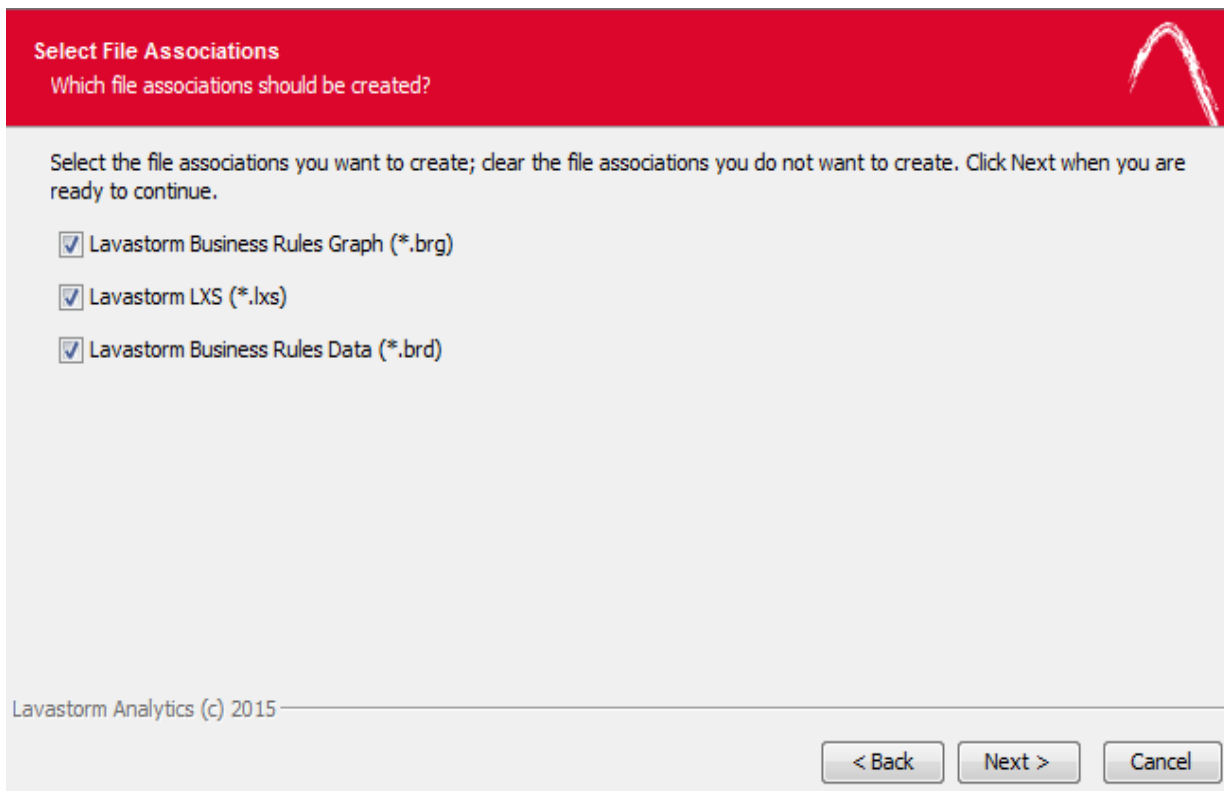 Select File Associations
Which file associations should be created?
Select the file associations you want to create; clear the file associations you do not want to create. Click Next when you are
ready to continue.
Lavastorm Business Rules Graph (*.brg)
Lavastorm LXS (*.lxs)
Lavastorm Business Rules Data (*.brd)
Lavastorm Analytics (c) 2015
< Back Next > Cancel